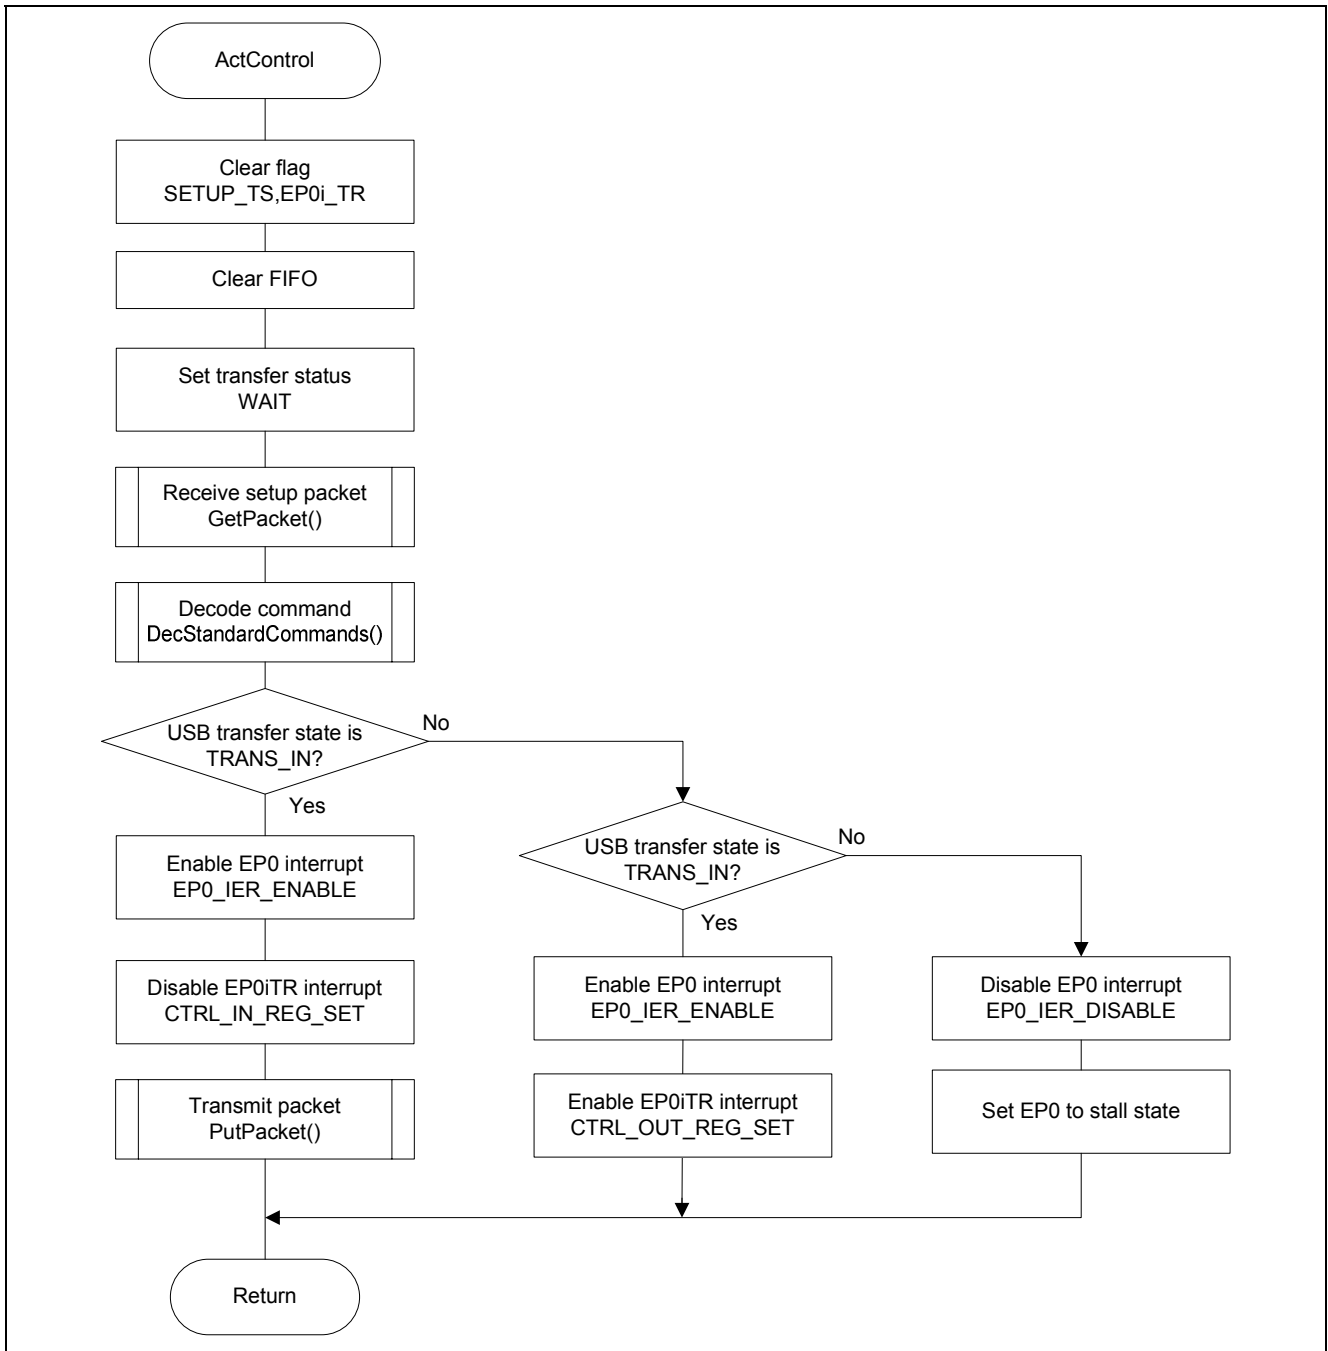 ActControl
Clear flag
SETUP_TS,EP0i_TR
Clear FIFO
Set transfer status
WAIT
Receive setup packet
GetPacket()
Decode command
DecStandardCommands()
USB transfer state is
TRANS_IN?
No
Yes
Enable EP0 interrupt
EP0_IER_ENABLE
Disable EP0iTR interrupt
CTRL_IN_REG_SET
Transmit packet
PutPacket()
USB transfer state is
TRANS_IN?
No
Yes
Enable EP0 interrupt
EP0_IER_ENABLE
Enable EP0iTR interrupt
CTRL_OUT_REG_SET
Disable EP0 interrupt
EP0_IER_DISABLE
Set EP0 to stall state
Return